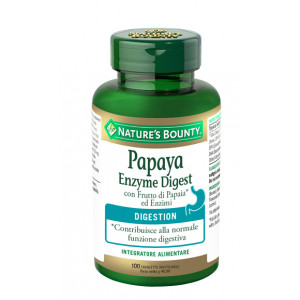 NATURE'S BOUNTY
Papaya
Enzyme Digest
con Frutto di Papaia*
ed Enzimi
DIGESTION
*Contribuisce alla normale
funzione digestiva
INTEGRATORE ALIMENTARE
100